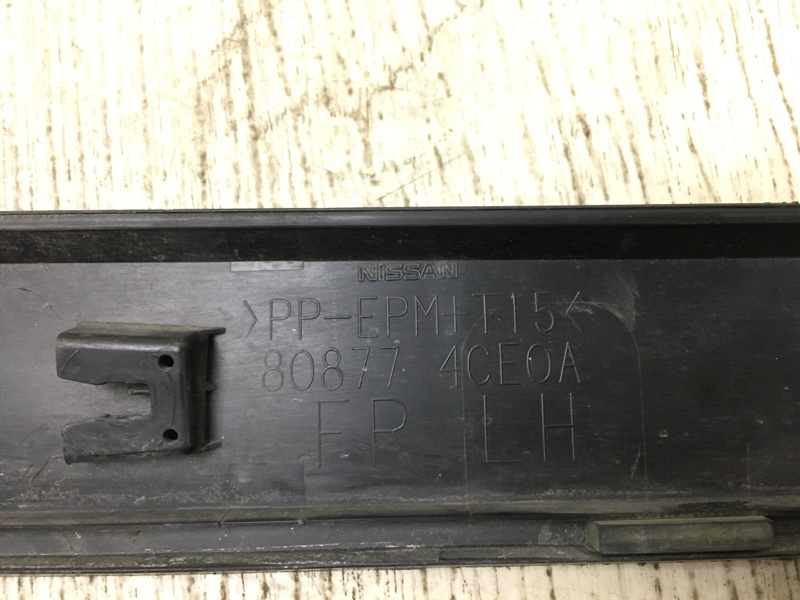 NISSAN
>PP-EPM-T15<
80877 4CE0A
FR LH